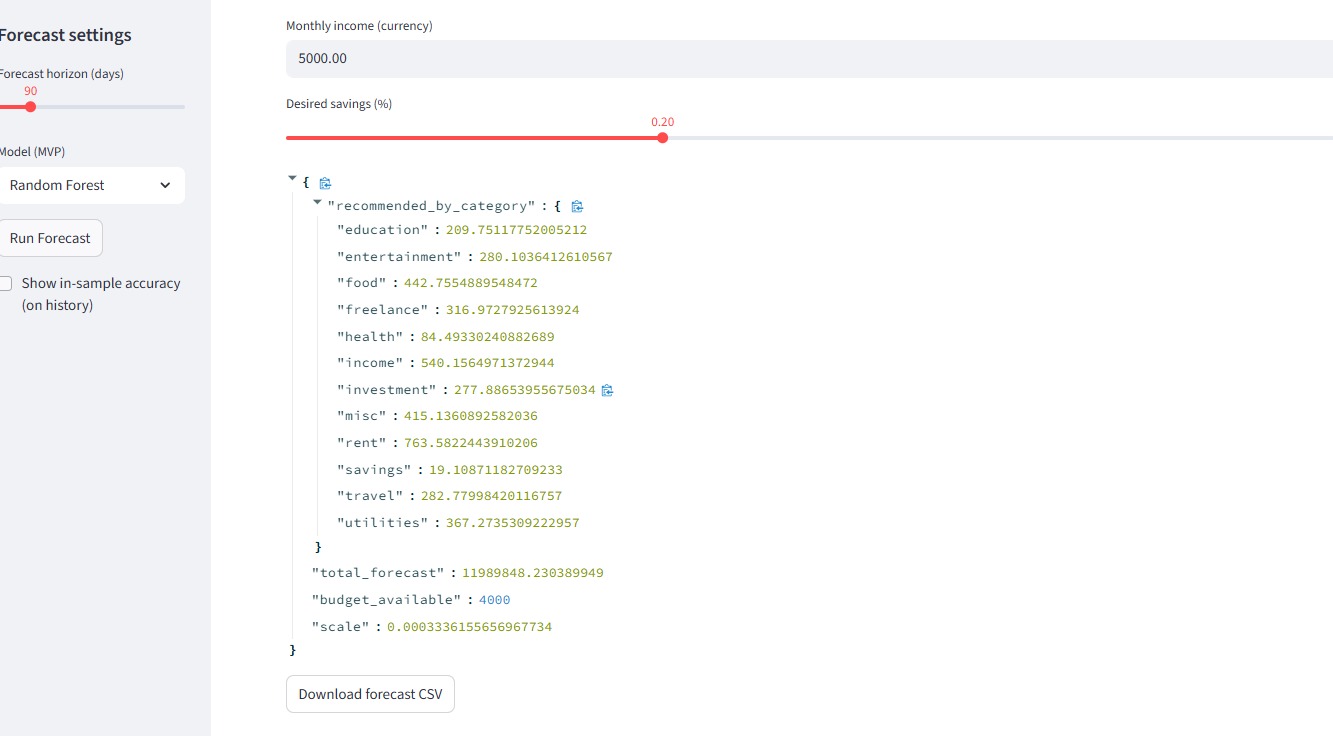 Forecast settings
Forecast horizon (days)
90
Model (MVP)
Random Forest
Run Forecast
Show in-sample accuracy
(on history)
Monthly income (currency)
5000.00
Desired savings (%)
0.20
{
"recommended_by_category" : {
"education" : 209.75117752005212
"entertainment" : 280.1036412610567
"food" : 442.7554889548472
"freelance" : 316.9727925613924
"health" : 84.49330240882689
"income" : 540.1564971372944
"investment" : 277.88653955675034
"misc" : 415.1360892582036
"rent" : 763.5822443910206
"savings" : 19.10871182709233
"travel" : 282.77998420116757
"utilities" : 367.2735309222957
}
"total_forecast" : 11989848.230389949
"budget_available" : 4000
"scale" : 0.0003336155656967734
}
Download forecast CSV